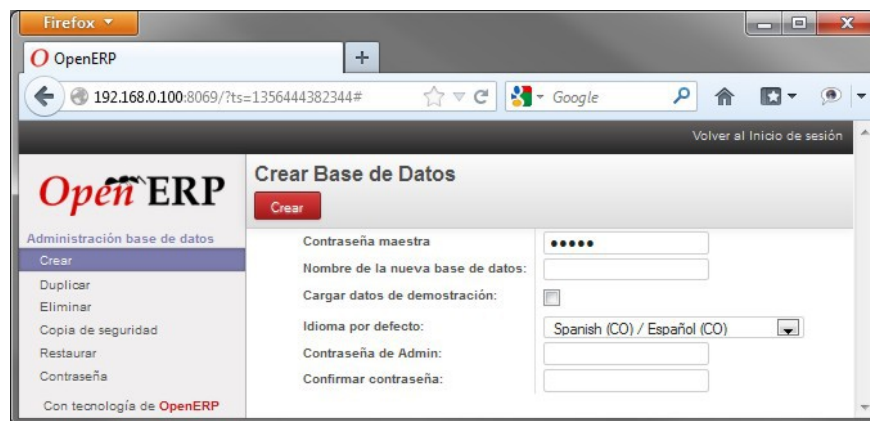 Firefox
OpenERP
192.168.0.100:8069/?ts=1356444382344#
Google
Volver al Inicio de sesión
Open ERP
Crear Base de Datos
Crear
Administración base de datos
Crear
Duplicar
Eliminar
Copia de seguridad
Restaurar
Contraseña
Con tecnología de OpenERP
Contraseña maestra
Nombre de la nueva base de datos:
Cargar datos de demostración:
Idioma por defecto:
Spanish (CO) / Español (CO)
Contraseña de Admin:
Confirmar contraseña: